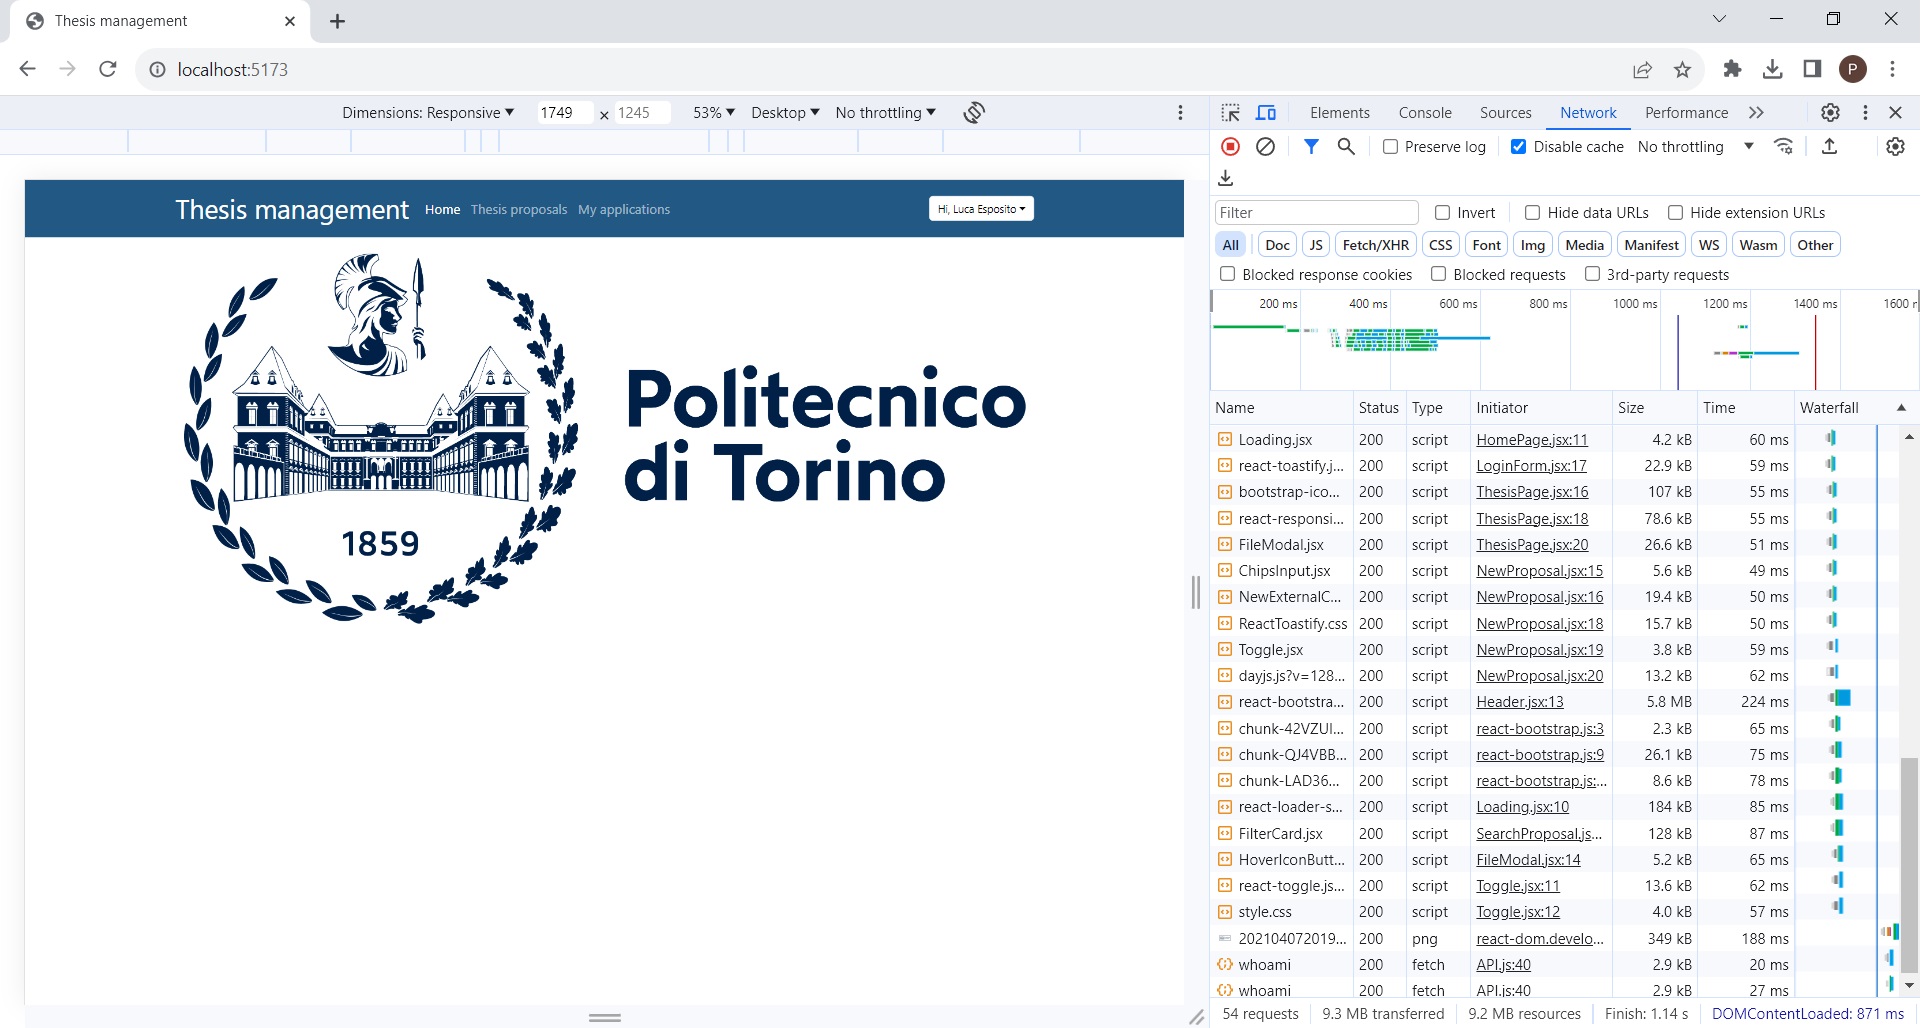 Thesis management
localhost:5173
P
Dimensions: Responsive 1749 × 1245 53% Desktop No throttling
Elements Console Sources Network Performance
Preserve log Disable cache No throttling
Filter Invert Hide data URLs Hide extension URLs
All Doc JS Fetch/XHR CSS Font Img Media Manifest WS Wasm Other
Blocked response cookies Blocked requests 3rd-party requests
200 ms 400 ms 600 ms 800 ms 1000 ms 1200 ms 1400 ms 1600 r
Thesis management Home Thesis proposals My applications Hi, Luca Esposito
Politecnico
di Torino
1859
Name Status Type Initiator Size Time Waterfall
Loading.jsx 200 script HomePage.jsx:11 4.2 kB 60 ms
react-toastify.j... 200 script LoginForm.jsx:17 22.9 kB 59 ms
bootstrap-ico... 200 script ThesisPage.jsx:16 107 kB 55 ms
react-responsi... 200 script ThesisPage.jsx:18 78.6 kB 55 ms
FileModal.jsx 200 script ThesisPage.jsx:20 26.6 kB 51 ms
ChipsInput.jsx 200 script NewProposal.jsx:15 5.6 kB 49 ms
NewExternalC... 200 script NewProposal.jsx:16 19.4 kB 50 ms
ReactToastify.css 200 script NewProposal.jsx:18 15.7 kB 50 ms
Toggle.jsx 200 script NewProposal.jsx:19 3.8 kB 59 ms
dayjs.js?v=128... 200 script NewProposal.jsx:20 13.2 kB 62 ms
react-bootstra... 200 script Header.jsx:13 5.8 MB 224 ms
chunk-42VZUI... 200 script react-bootstrap.js:3 2.3 kB 65 ms
chunk-QJ4VBB... 200 script react-bootstrap.js:9 26.1 kB 75 ms
chunk-LAD36... 200 script react-bootstrap.js:... 8.6 kB 78 ms
react-loader-s... 200 script Loading.jsx:10 184 kB 85 ms
FilterCard.jsx 200 script SearchProposal.js... 128 kB 87 ms
HoverIconButt... 200 script FileModal.jsx:14 5.2 kB 65 ms
react-toggle.js... 200 script Toggle.jsx:11 13.6 kB 62 ms
style.css 200 script Toggle.jsx:12 4.0 kB 57 ms
202104072019... 200 png react-dom.develo... 349 kB 188 ms
whoami 200 fetch API.js:40 2.9 kB 20 ms
whoami 200 fetch API.js:40 2.9 kB 27 ms
54 requests 9.3 MB transferred 9.2 MB resources Finish: 1.14 s DOMContentLoaded: 871 ms